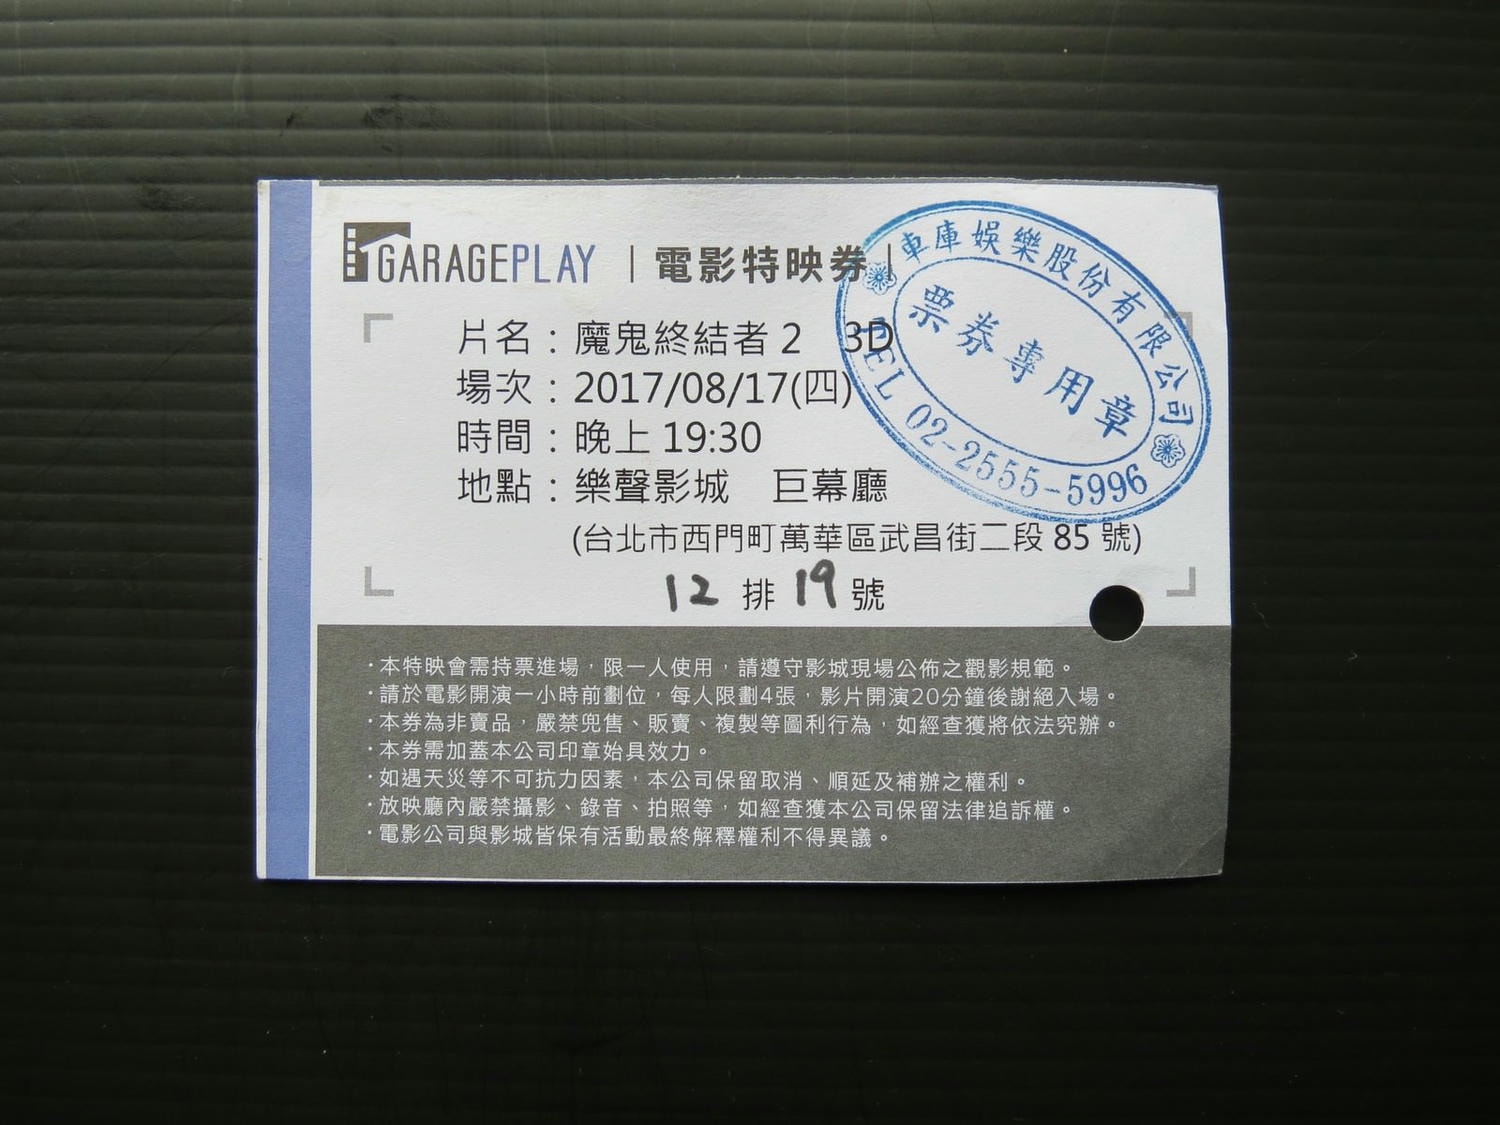 GARAGEPLAY | 電影特映券 |
片名：魔鬼終結者 2 3D
場次：2017/08/17(四)
時間：晚上 19:30
地點：樂聲影城 巨幕廳
(台北市西門町萬華區武昌街二段 85 號)
12 排 19 號
車庫娛樂股份有限公司
票券專用章
TEL 02-2555-5996
·本特映會需持票進場，限一人使用，請遵守影城現場公佈之觀影規範。
·請於電影開演一小時前劃位，每人限劃4張，影片開演20分鐘後謝絕入場。
·本券為非賣品，嚴禁兜售、販賣、複製等圖利行為，如經查獲將依法究辦。
·本券需加蓋本公司印章始具效力。
·如遇天災等不可抗力因素，本公司保留取消、順延及補辦之權利。
·放映廳內嚴禁攝影、錄音、拍照等，如經查獲本公司保留法律追訴權。
·電影公司與影城皆保有活動最終解釋權利不得異議。